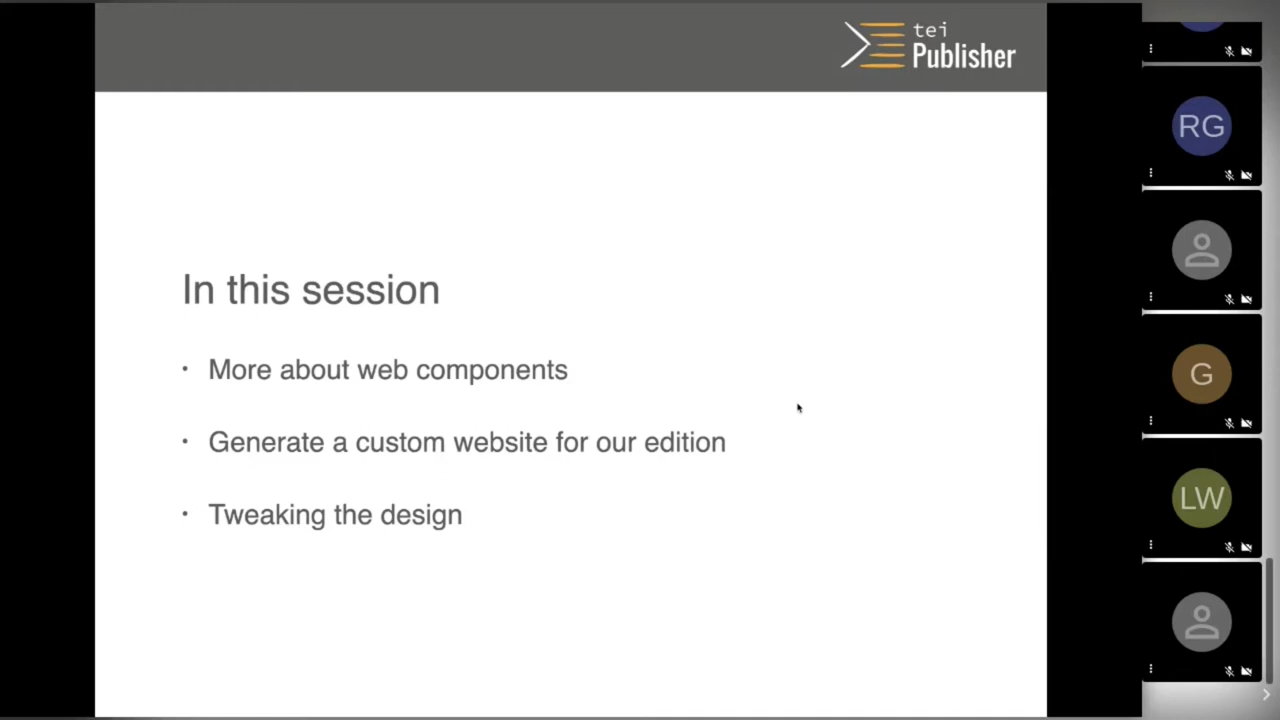 tei
Publisher
In this session
• More about web components
• Generate a custom website for our edition
• Tweaking the design
RG
G
LW